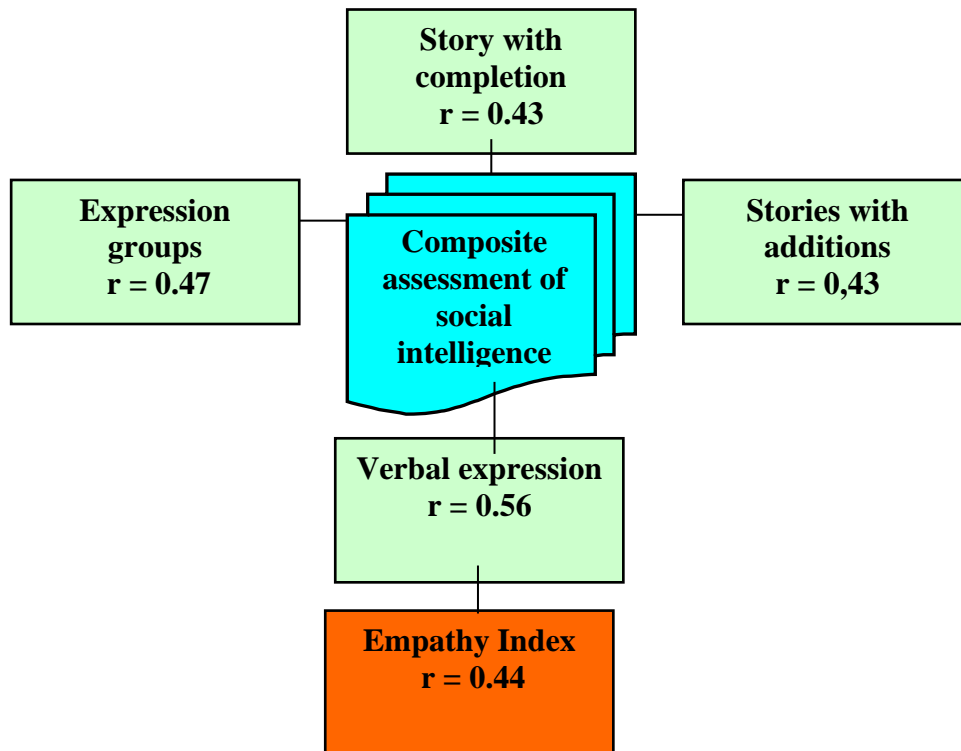 Story with
completion
r = 0.43
Expression
groups
r = 0.47
Composite
assessment of
social
intelligence
Stories with
additions
r = 0,43
Verbal expression
r = 0.56
Empathy Index
r = 0.44